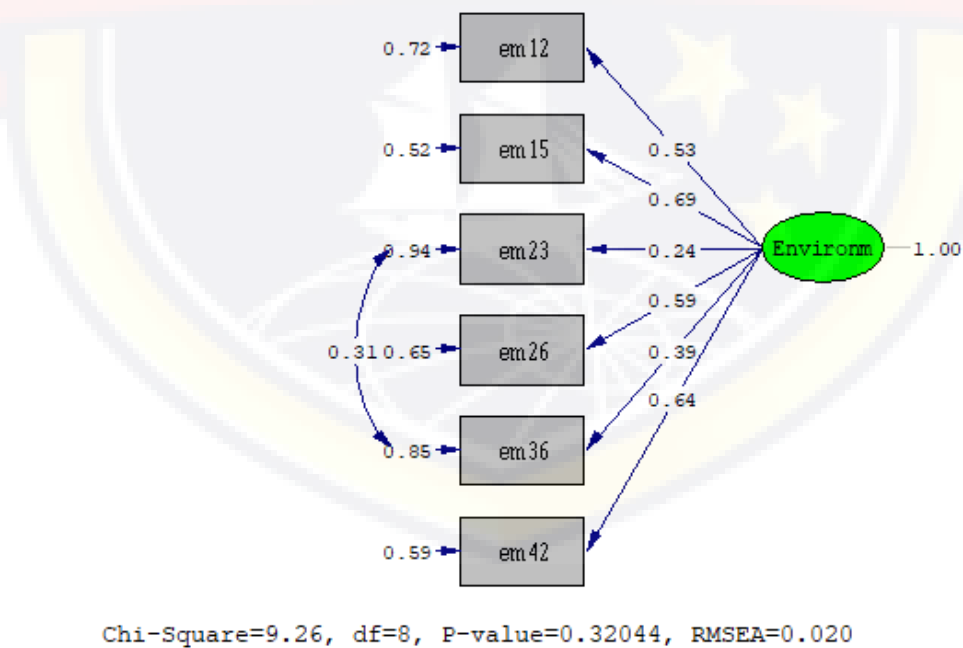 0.72 em12
0.53
0.52 em15
0.69
0.94 em23 0.24 Environm 1.00
0.59
0.31 0.65 em26 0.39
0.64
0.85 em36
0.59 em42
Chi-Square=9.26, df=8, P-value=0.32044, RMSEA=0.020